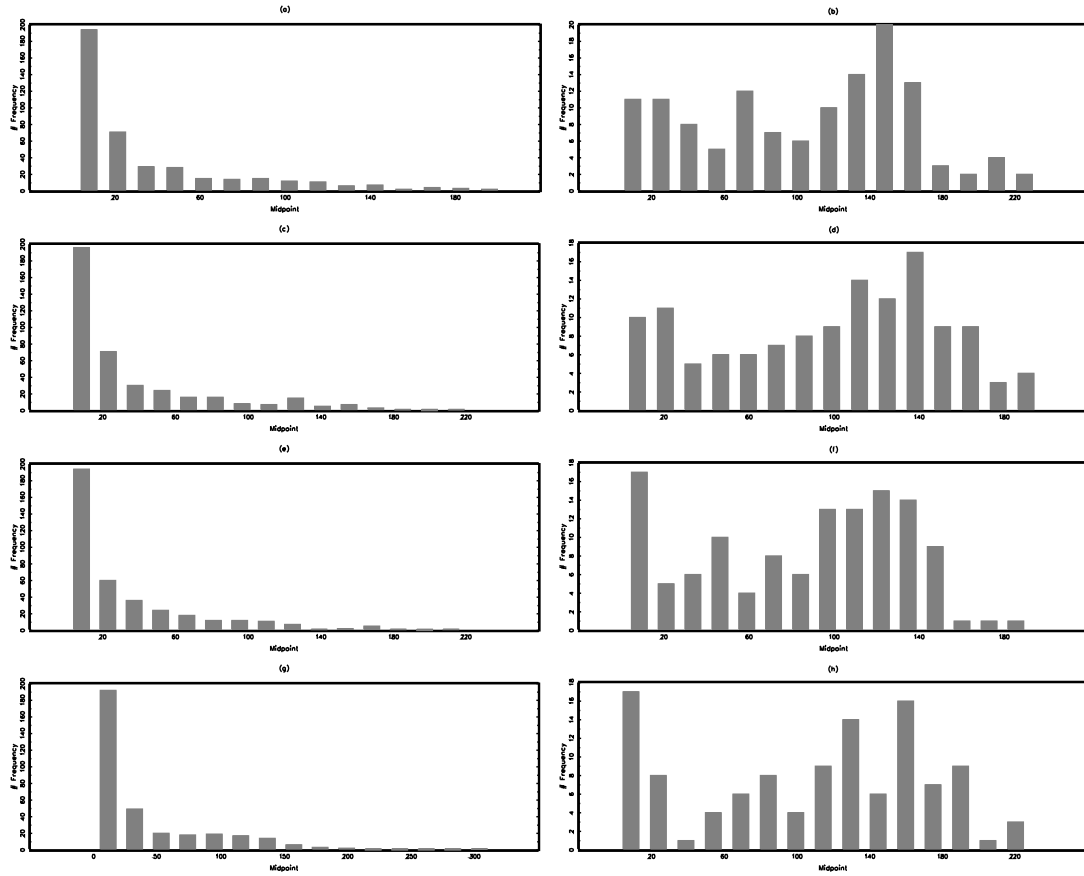 (a)
# Frequency
0 20 40 60 80 100 120 140 160 180 200
20 60 100 140 180
Midpoint
(b)
# Frequency
0 2 4 6 8 10 12 14 16 18 20
20 60 100 140 220
Midpoint
(c)
# Frequency
0 20 40 60 80 100 120 140 160 180 200
20 60 100 140 180 220
Midpoint
(d)
# Frequency
0 2 4 6 8 10 12 14 16 18
20 60 100 140 180
Midpoint
(e)
# Frequency
0 20 40 60 80 100 120 140 160 180 200
20 60 100 140 180 220
Midpoint
(f)
# Frequency
0 2 4 6 8 10 12 14 16 18
20 60 100 140 180
Midpoint
(g)
# Frequency
0 20 40 60 80 100 120 140 160 180 200
0 50 100 150 200 250 300
Midpoint
(h)
# Frequency
0 2 4 6 8 10 12 14 16 18
20 60 100 140 180 220
Midpoint